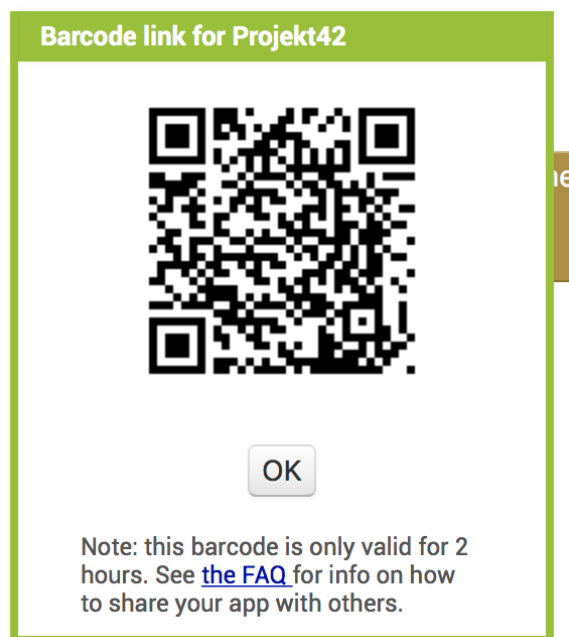 Barcode link for Projekt42
OK
Note: this barcode is only valid for 2
hours. See the FAQ for info on how
to share your app with others.